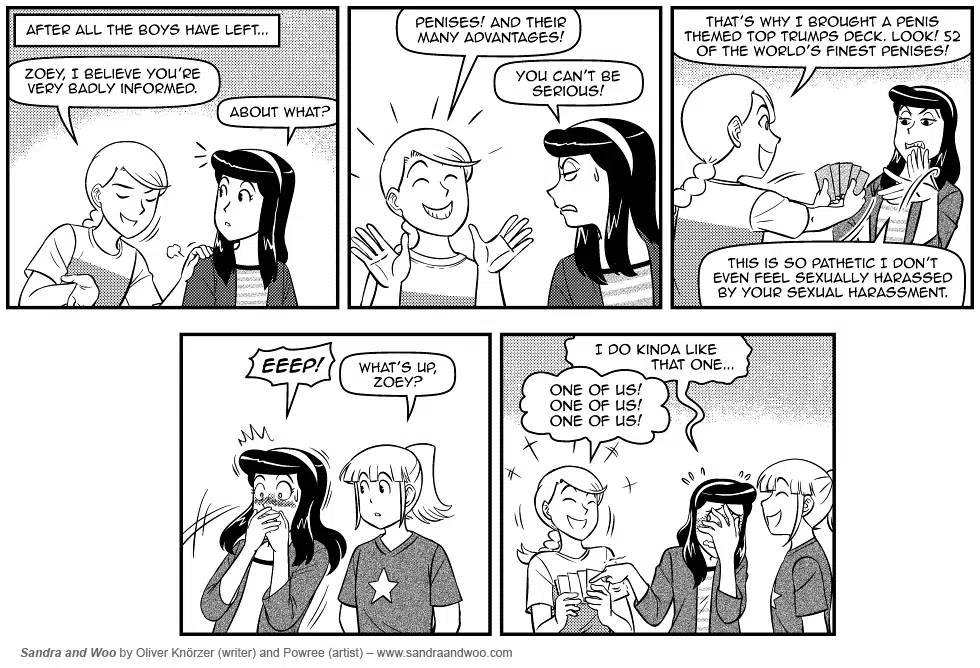 AFTER ALL THE BOYS HAVE LEFT...
ZOEY, I BELIEVE YOU'RE
VERY BADLY INFORMED.
ABOUT WHAT?
PENISES! AND THEIR
MANY ADVANTAGES!
YOU CAN'T BE
SERIOUS!
THAT'S WHY I BROUGHT A PENIS
THEMED TOP TRUMPS DECK. LOOK! 52
OF THE WORLD'S FINEST PENISES!
THIS IS SO PATHETIC I DON'T
EVEN FEEL SEXUALLY HARASSED
BY YOUR SEXUAL HARASSMENT.
EEEP!
WHAT'S UP,
ZOEY?
I DO KINDA LIKE
THAT ONE...
ONE OF US!
ONE OF US!
ONE OF US!
Sandra and Woo by Oliver Knörzer (writer) and Powree (artist) – www.sandraandwoo.com